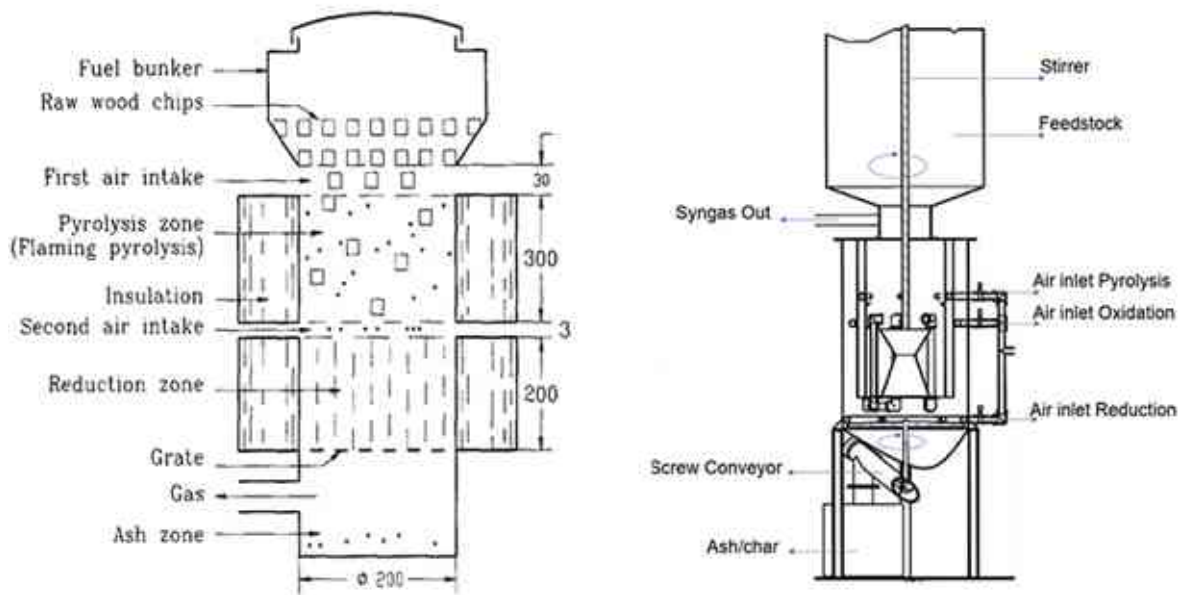 Fuel bunker
Raw wood chips
First air intake
Pyrolysis zone
(Flaming pyrolysis)
Insulation
Second air intake
Reduction zone
Grate
Gas
Ash zone
30
300
3
200
ϕ 200
Stirrer
Feedstock
Syngas Out
Air inlet Pyrolysis
Air inlet Oxidation
Air inlet Reduction
Screw Conveyor
Ash/char